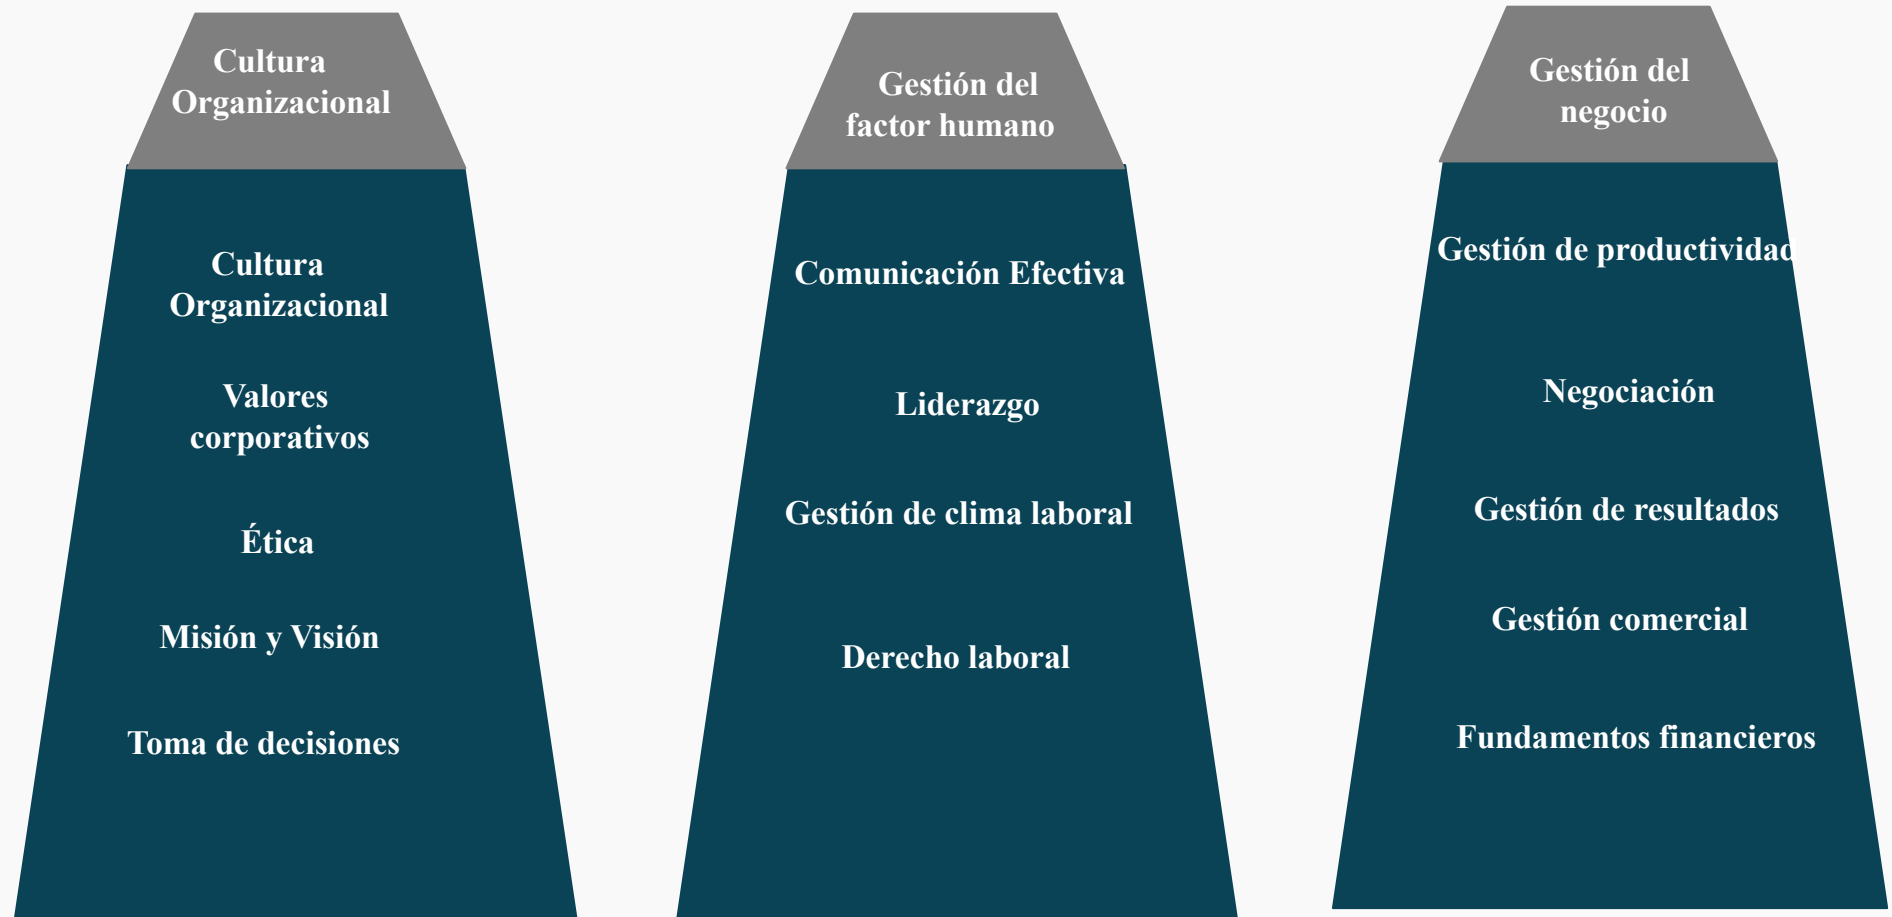 Cultura
Organizacional
Cultura
Organizacional
Valores
corporativos
Ética
Misión y Visión
Toma de decisiones
Gestión del
factor humano
Comunicación Efectiva
Liderazgo
Gestión de clima laboral
Derecho laboral
Gestión del
negocio
Gestión de productividad
Negociación
Gestión de resultados
Gestión comercial
Fundamentos financieros